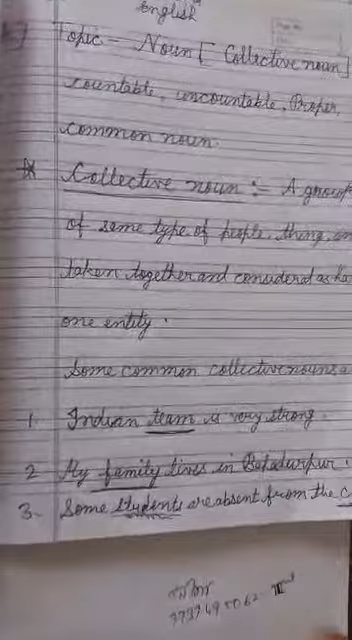 English
Topic - Noun [ Collective noun ]
countable, uncountable, Proper,
common noun.
Collective noun :- A group
of same type of people, thing
taken together and considered as
one entity.
Some common collective nouns
1. Indian team is very strong.
2 My family lives in Bahadurpur.
3. Some students are absent from the